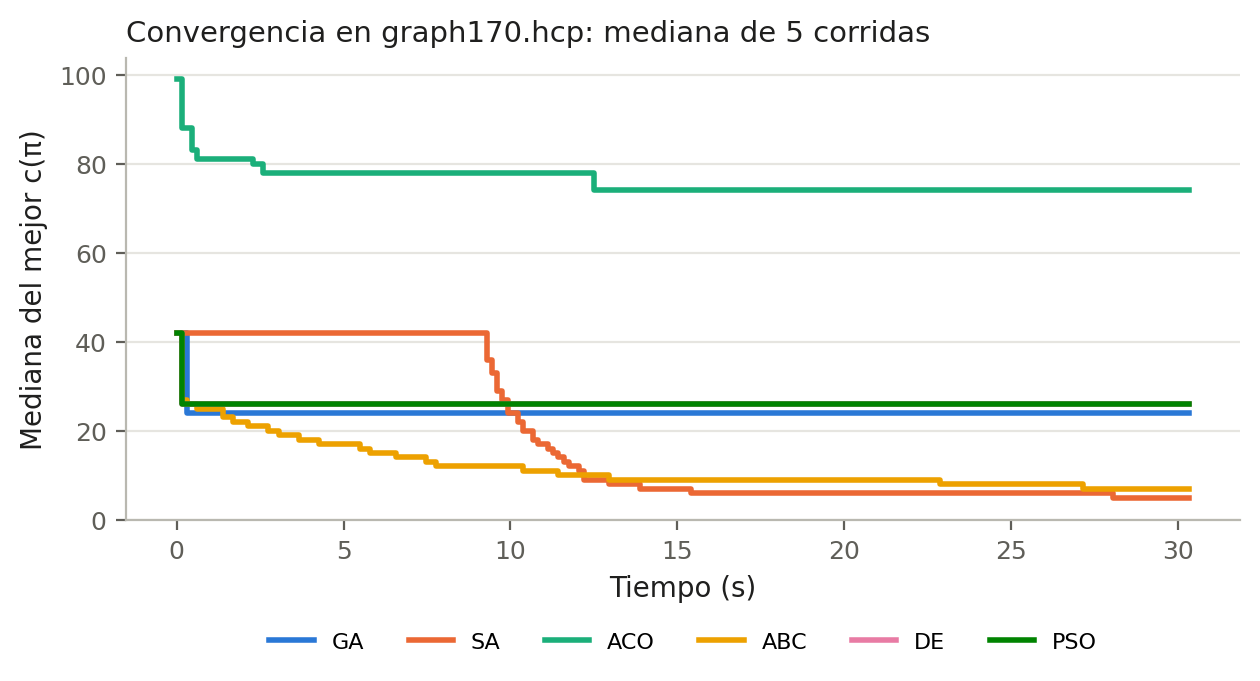 Convergencia en graph170.hcp: mediana de 5 corridas
Mediana del mejor c(π)
100
80
60
40
20
0
0 5 10 15 20 25 30
Tiempo (s)
GA SA ACO ABC DE PSO